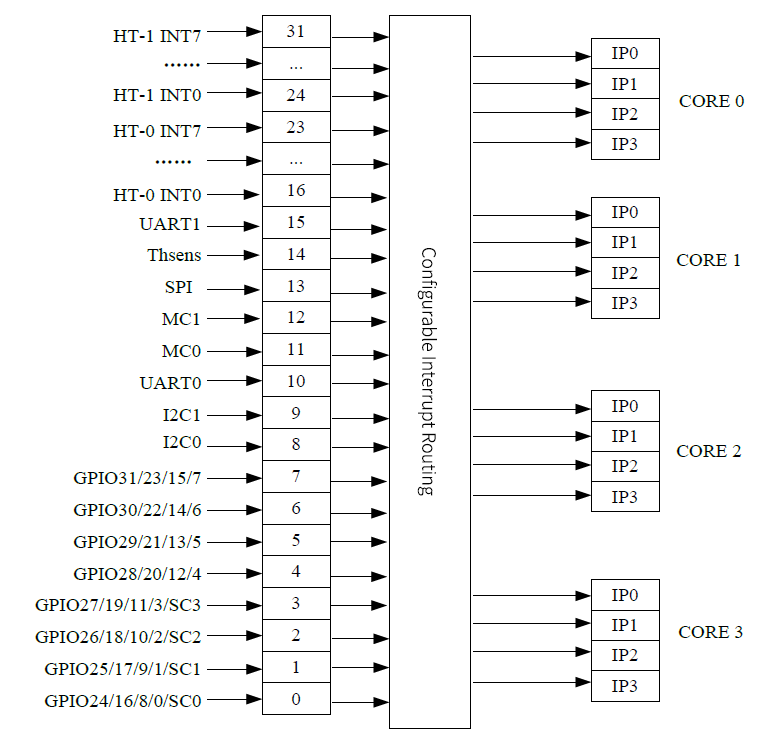 HT-1 INT7 31
...... ...
HT-1 INT0 24
HT-0 INT7 23
...... ...
HT-0 INT0 16
UART1 15
Thsens 14
SPI 13
MC1 12
MC0 11
UART0 10
I2C1 9
I2C0 8
GPIO31/23/15/7 7
GPIO30/22/14/6 6
GPIO29/21/13/5 5
GPIO28/20/12/4 4
GPIO27/19/11/3/SC3 3
GPIO26/18/10/2/SC2 2
GPIO25/17/9/1/SC1 1
GPIO24/16/8/0/SC0 0
Configurable Interrupt Routing
IP0
IP1
IP2
IP3
CORE 0
IP0
IP1
IP2
IP3
CORE 1
IP0
IP1
IP2
IP3
CORE 2
IP0
IP1
IP2
IP3
CORE 3